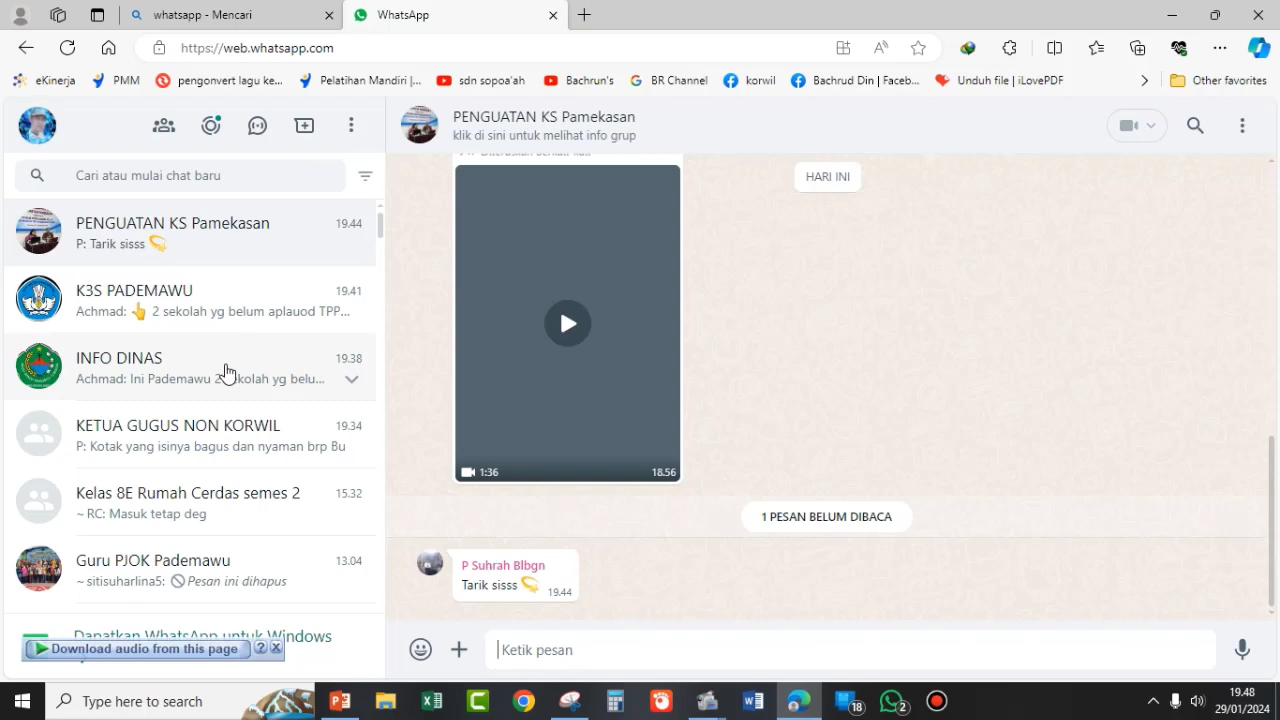 whatsapp - Mencari
WhatsApp
https://web.whatsapp.com
eKinerja
PMM
pengonvert lagu ke...
Pelatihan Mandiri |...
sdn sopoa'ah
Bachrun's
BR Channel
korwil
Bachrud Din | Faceb...
Unduh file | iLovePDF
Other favorites
PENGUATAN KS Pamekasan
klik di sini untuk melihat info grup
Cari atau mulai chat baru
PENGUATAN KS Pamekasan 19.44
P: Tarik sisss 💫
K3S PADEMAWU 19.41
Achmad: 👆 2 sekolah yg belum aplauod TPP...
INFO DINAS 19.38
Achmad: Ini Pademawu 2 sekolah yg belu...
KETUA GUGUS NON KORWIL 19.34
P: Kotak yang isinya bagus dan nyaman brp Bu
Kelas 8E Rumah Cerdas semes 2 15.32
~ RC: Masuk tetap deg
Guru PJOK Pademawu 13.04
~ sitisuharlina5: Pesan ini dihapus
Dapatkan WhatsApp untuk Windows
Download audio from this page ? X
HARI INI
1:36 18.56
1 PESAN BELUM DIBACA
P Suhrah Blbgn
Tarik sisss 💫 19.44
Ketik pesan
Type here to search
18
2
19.48
29/01/2024